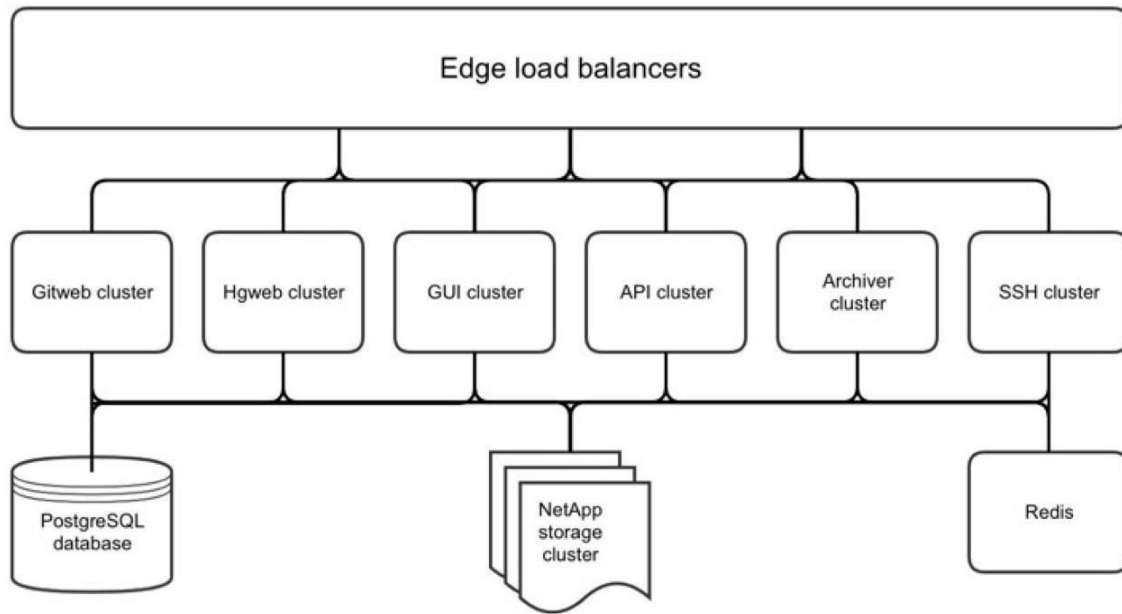 Edge load balancers
Gitweb cluster
Hgweb cluster
GUI cluster
API cluster
Archiver
cluster
SSH cluster
PostgreSQL
database
NetApp
storage
cluster
Redis